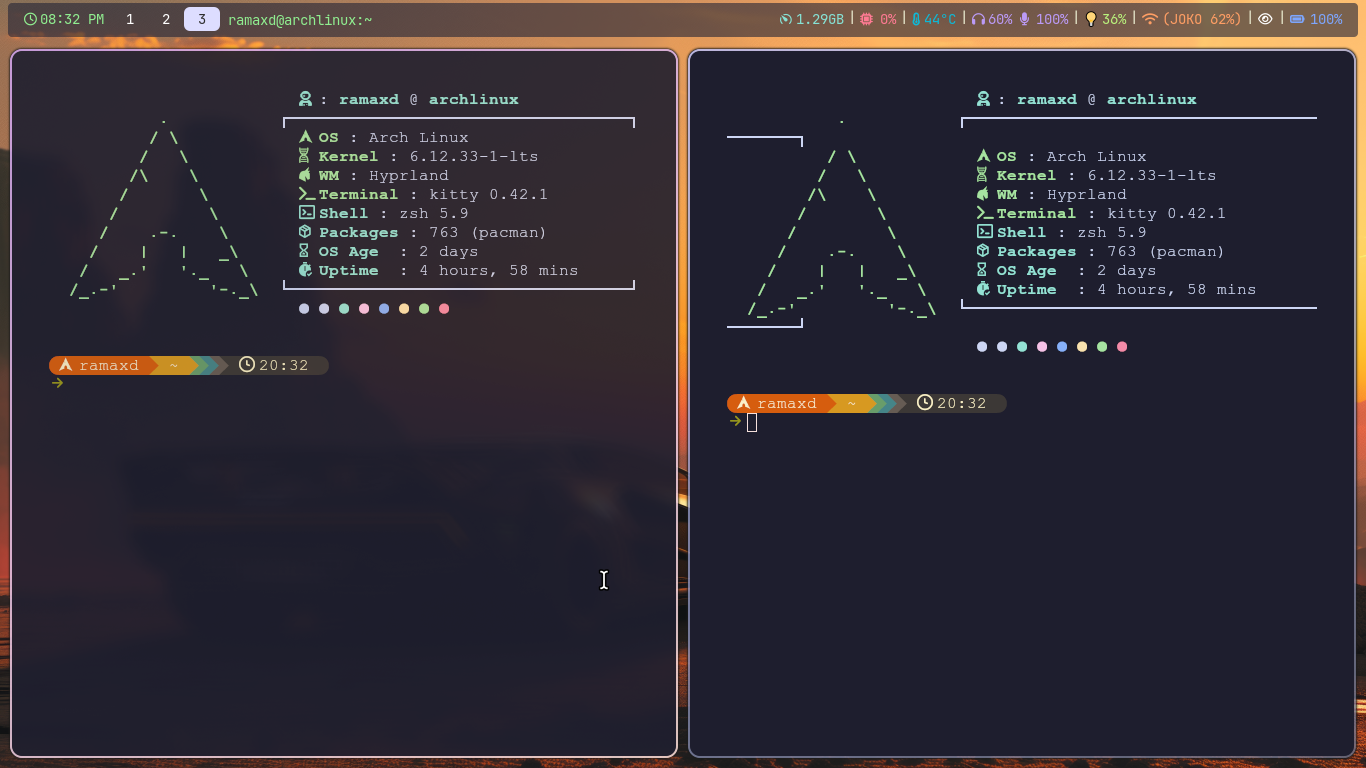 08:32 PM 1 2 3 ramaxd@archlinux:~ 1.29GB | 0% | 44°C | 60% 100% | 36% | (JOKO 62%) | | 100%
: ramaxd @ archlinux
OS : Arch Linux
Kernel : 6.12.33-1-lts
WM : Hyprland
Terminal : kitty 0.42.1
Shell : zsh 5.9
Packages : 763 (pacman)
OS Age : 2 days
Uptime : 4 hours, 58 mins
ramaxd ~ 20:32
: ramaxd @ archlinux
OS : Arch Linux
Kernel : 6.12.33-1-lts
WM : Hyprland
Terminal : kitty 0.42.1
Shell : zsh 5.9
Packages : 763 (pacman)
OS Age : 2 days
Uptime : 4 hours, 58 mins
ramaxd ~ 20:32